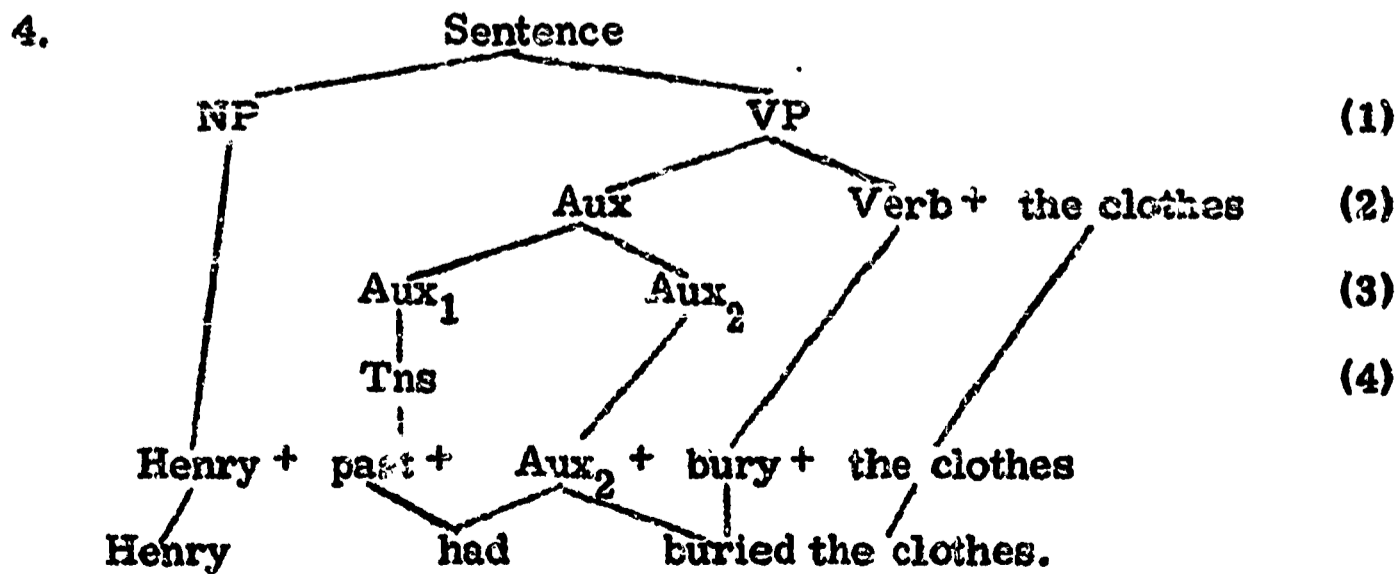 4. Sentence
NP VP (1)
Aux Verb + the clothes (2)
Aux₁ Aux₂ (3)
Tns (4)
Henry + past + Aux₂ + bury + the clothes
Henry had buried the clothes.